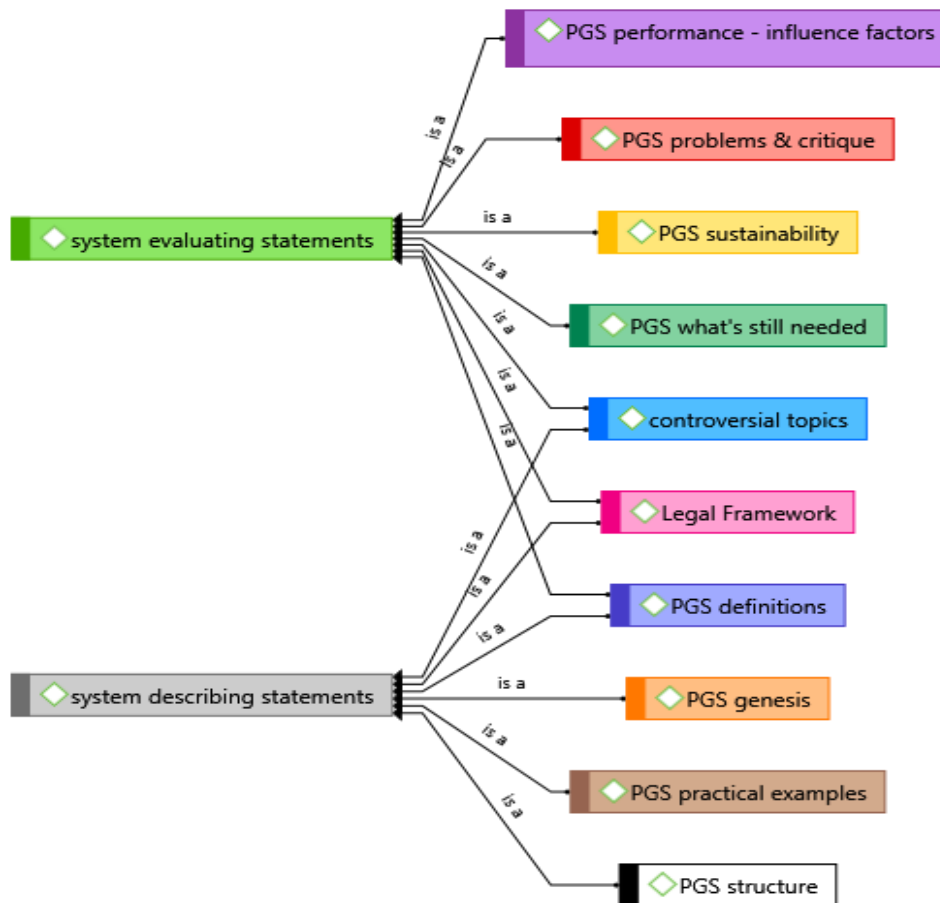 PGS performance - influence factors
is a
is a
PGS problems & critique
is a
PGS sustainability
system evaluating statements
is a
PGS what's still needed
is a
controversial topics
is a
is a
Legal Framework
is a
is a
PGS definitions
is a
system describing statements
is a
PGS genesis
is a
PGS practical examples
is a
PGS structure